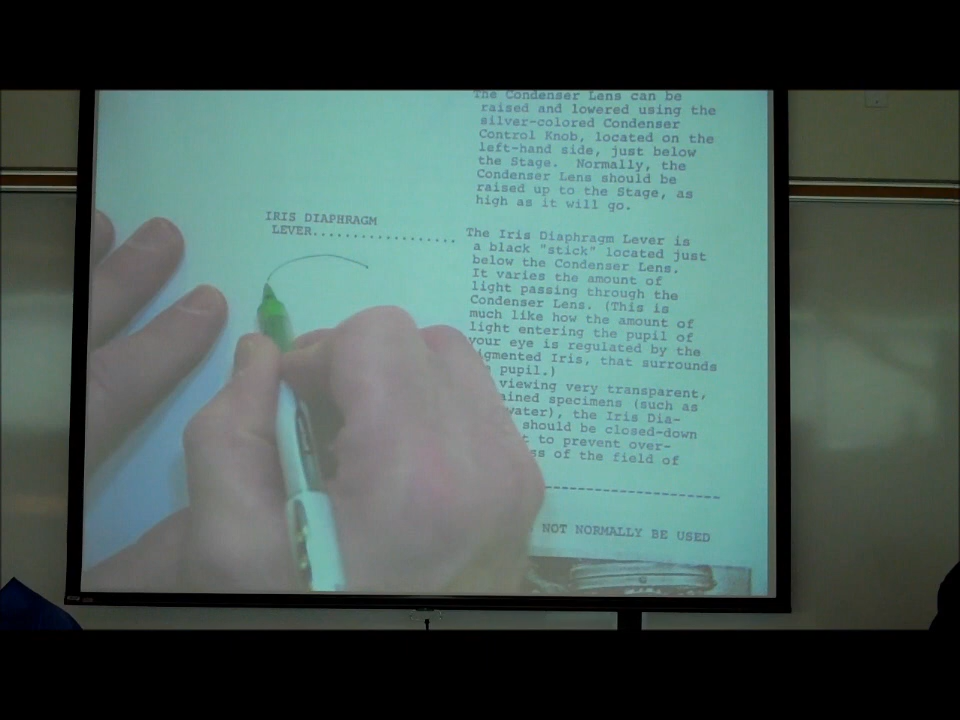 The Condenser Lens can be
raised and lowered using the
silver-colored Condenser
Control Knob, located on the
left-hand side, just below
the Stage. Normally, the
Condenser Lens should be
raised up to the Stage, as
high as it will go.
IRIS DIAPHRAGM
LEVER..................
The Iris Diaphragm Lever is
a black "stick" located just
below the Condenser Lens.
It varies the amount of
light passing through the
Condenser Lens. (This is
much like how the amount of
light entering the pupil of
your eye is regulated by the
igmented Iris, that surrounds
pupil.)
viewing very transparent,
ained specimens (such as
water), the Iris Dia-
should be closed-down
t to prevent over-
ss of the field of
NOT NORMALLY BE USED